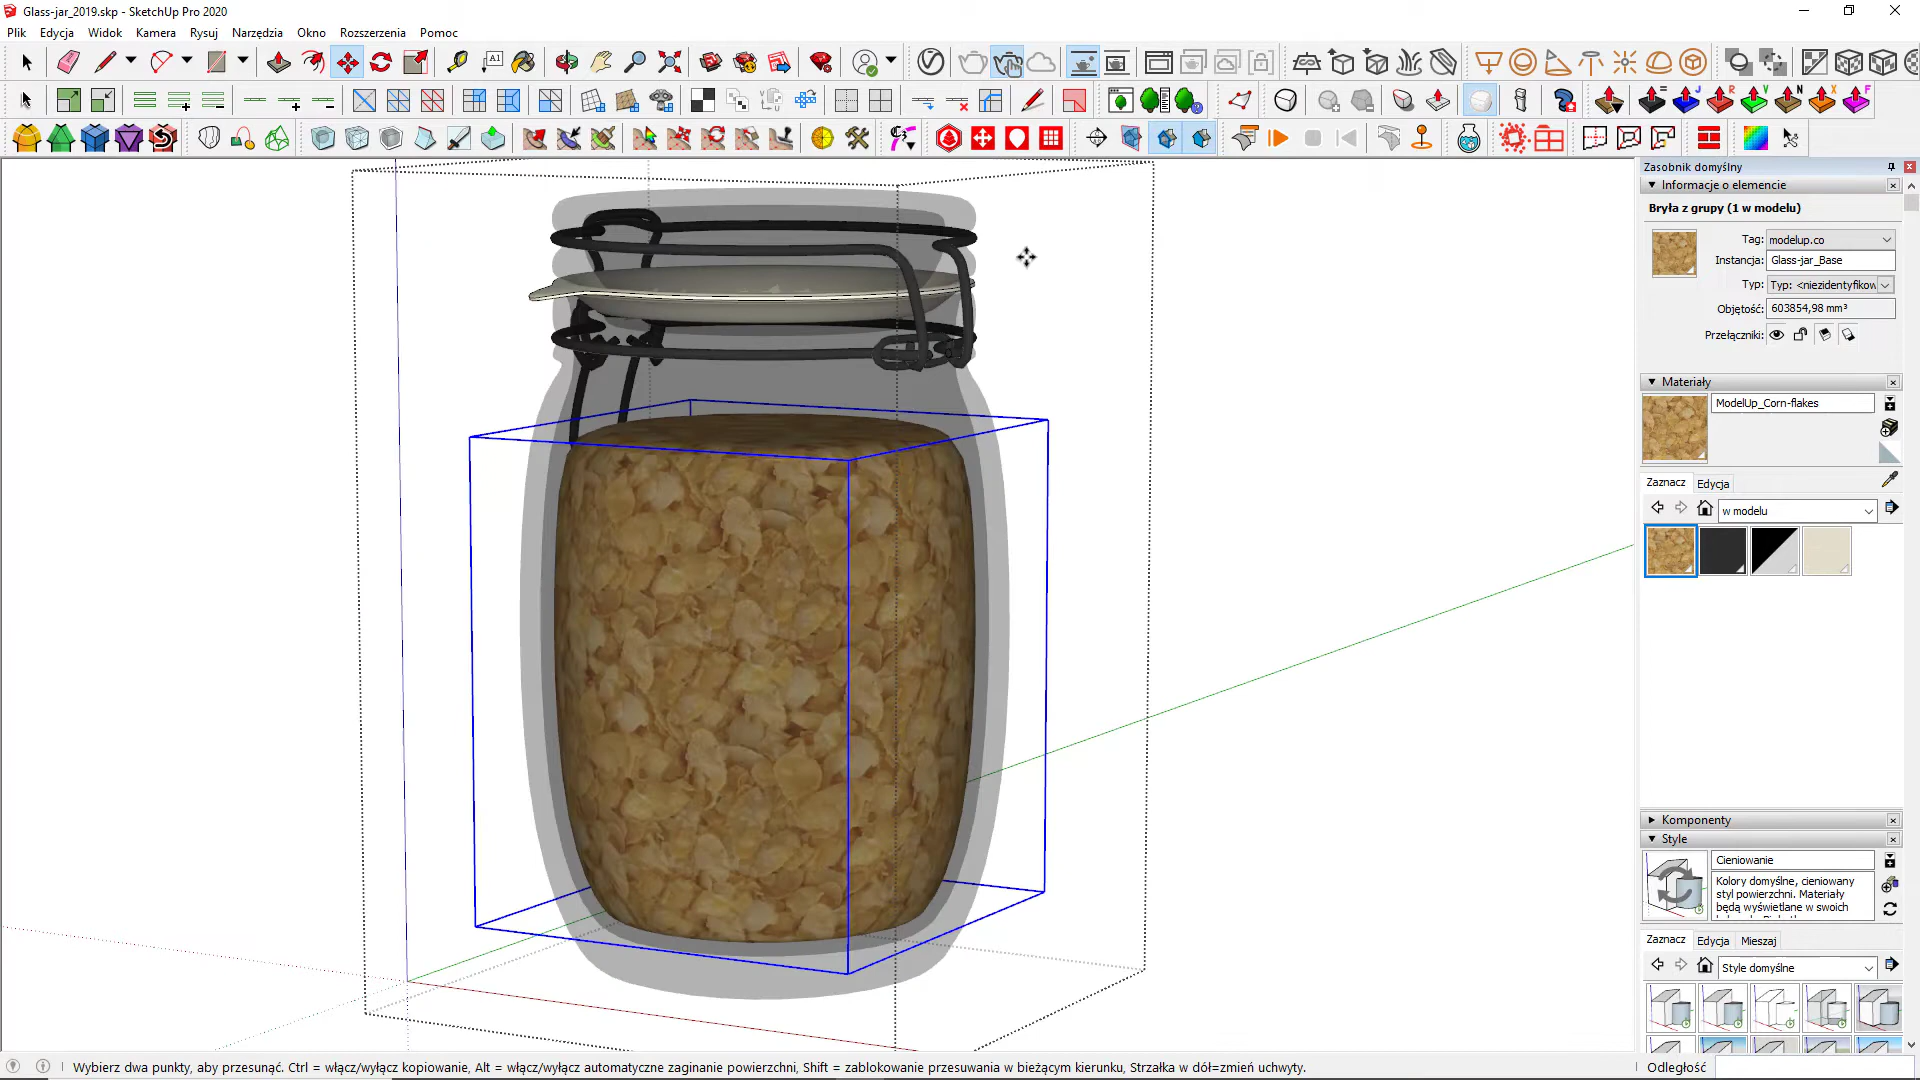 Glass-jar_2019.skp - SketchUp Pro 2020
Plik Edycja Widok Kamera Rysuj Narzędzia Okno Rozszerzenia Pomoc
A1
= J R V N X F
Zasobnik domyślny
Informacje o elemencie
Bryła z grupy (1 w modelu)
Tag: modelup.co
Instancja: Glass-jar_Base
Typ: Typ: <niezidentyfikow
Objętość: 603854,98 mm³
Przełączniki:
Materiały
ModelUp_Corn-flakes
Zaznacz Edycja
w modelu
Komponenty
Style
Cieniowanie
Kolory domyślne, cieniowany
styl powierzchni. Materiały
będą wyświetlane w swoich
Zaznacz Edycja Mieszaj
Style domyślne
Wybierz dwa punkty, aby przesunąć. Ctrl = włącz/wyłącz kopiowanie, Alt = włącz/wyłącz automatyczne zaginanie powierzchni, Shift = zablokowanie przesuwania w bieżącym kierunku, Strzałka w dół=zmień uchwyty.
Odległość